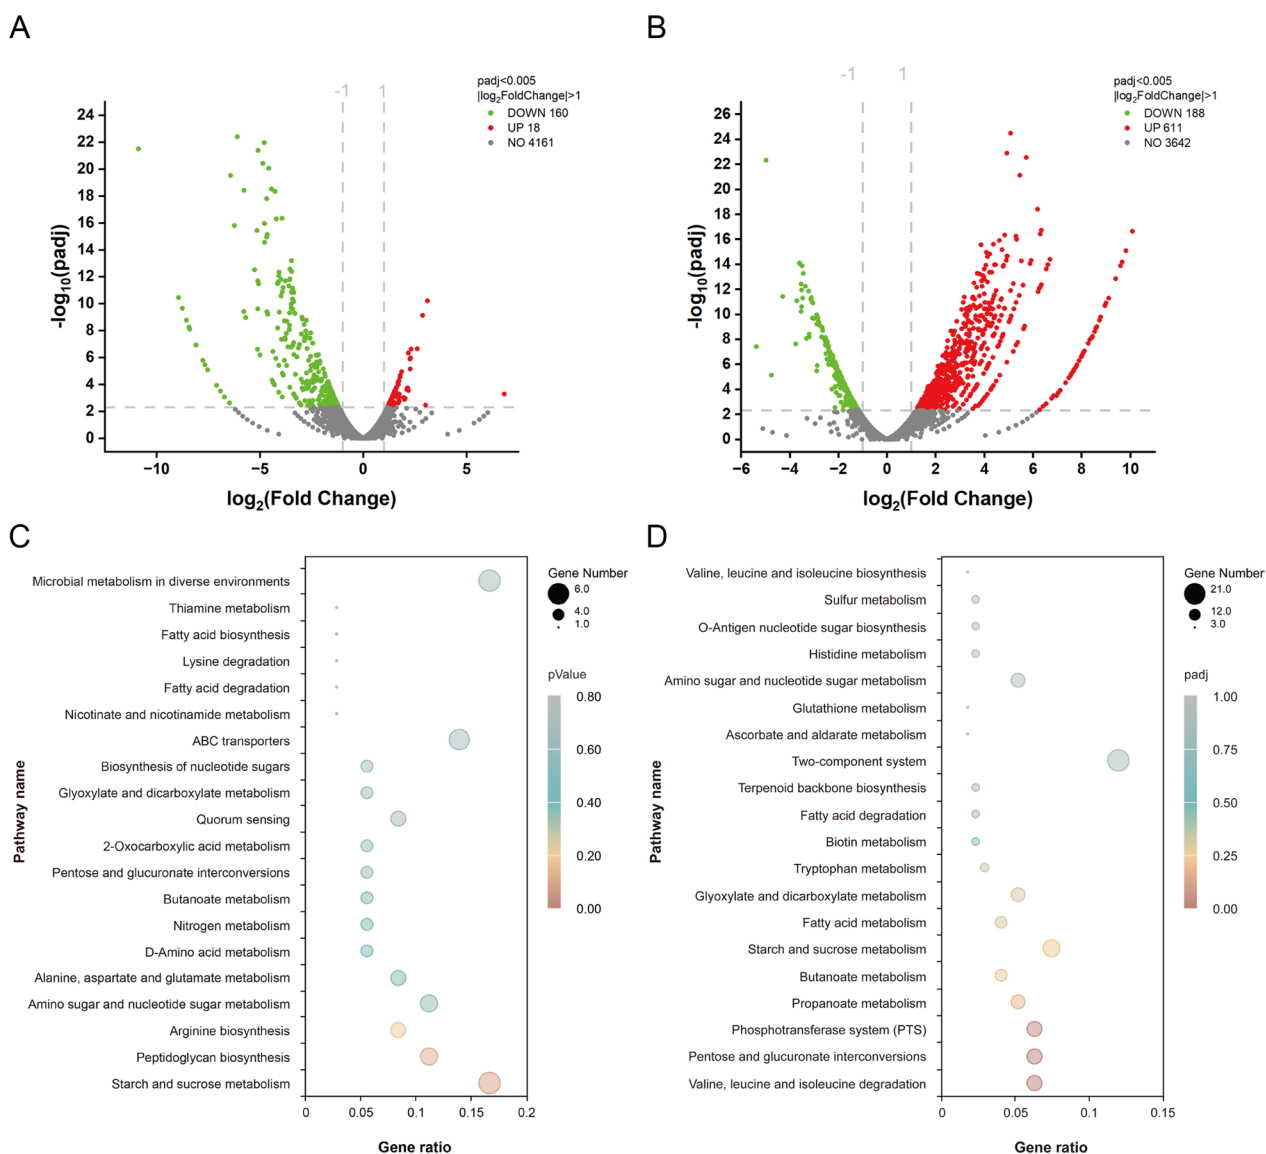 A
-1 1
padj<0.005
|log₂FoldChange|>1
DOWN 160
UP 18
NO 4161
24
22
20
18
16
14
12
10
8
6
4
2
0
-log₁₀(padj)
−10 −5 0 5
log₂(Fold Change)
B
-1 1
padj<0.005
|log₂FoldChange|>1
DOWN 188
UP 611
NO 3642
26
24
22
20
18
16
14
12
10
8
6
4
2
0
-log₁₀(padj)
−6 −4 −2 0 2 4 6 8 10
log₂(Fold Change)
C
Pathway name
Microbial metabolism in diverse environments
Thiamine metabolism
Fatty acid biosynthesis
Lysine degradation
Fatty acid degradation
Nicotinate and nicotinamide metabolism
ABC transporters
Biosynthesis of nucleotide sugars
Glyoxylate and dicarboxylate metabolism
Quorum sensing
2-Oxocarboxylic acid metabolism
Pentose and glucuronate interconversions
Butanoate metabolism
Nitrogen metabolism
D-Amino acid metabolism
Alanine, aspartate and glutamate metabolism
Amino sugar and nucleotide sugar metabolism
Arginine biosynthesis
Peptidoglycan biosynthesis
Starch and sucrose metabolism
0 0.05 0.1 0.15 0.2
Gene ratio
Gene Number
6.0
4.0
1.0
pValue
0.80
0.60
0.40
0.20
0.00
D
Pathway name
Valine, leucine and isoleucine biosynthesis
Sulfur metabolism
O-Antigen nucleotide sugar biosynthesis
Histidine metabolism
Amino sugar and nucleotide sugar metabolism
Glutathione metabolism
Ascorbate and aldarate metabolism
Two-component system
Terpenoid backbone biosynthesis
Fatty acid degradation
Biotin metabolism
Tryptophan metabolism
Glyoxylate and dicarboxylate metabolism
Fatty acid metabolism
Starch and sucrose metabolism
Butanoate metabolism
Propanoate metabolism
Phosphotransferase system (PTS)
Pentose and glucuronate interconversions
Valine, leucine and isoleucine degradation
0 0.05 0.1 0.15
Gene ratio
Gene Number
21.0
12.0
3.0
padj
1.00
0.75
0.50
0.25
0.00